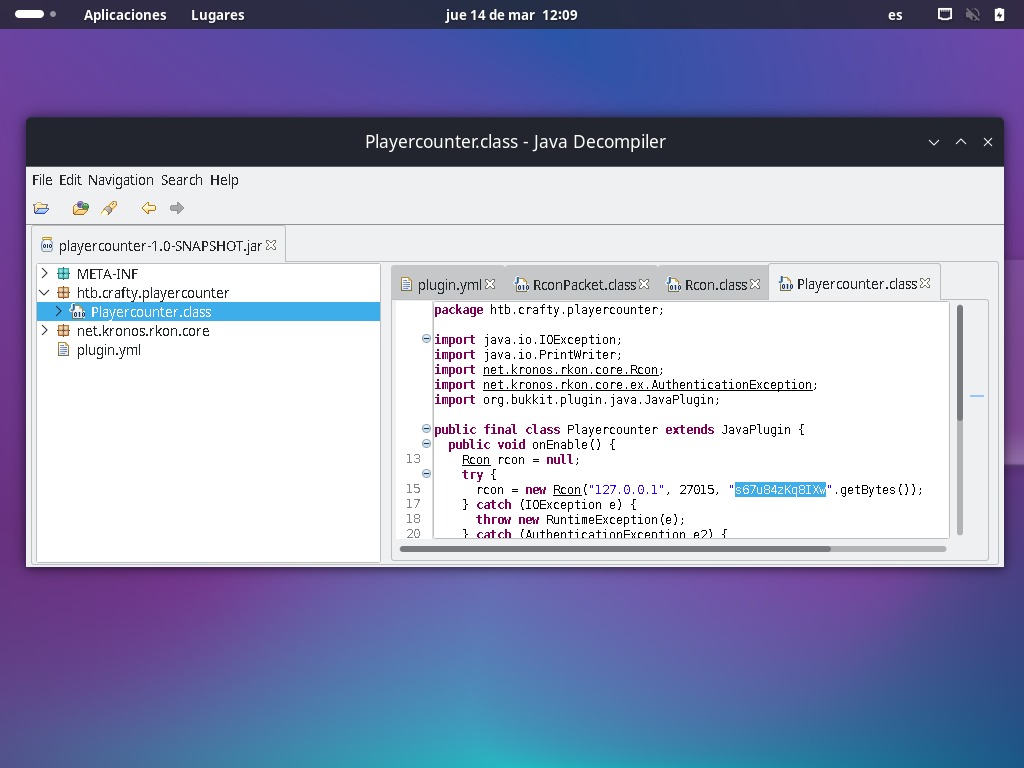 Aplicaciones Lugares jue 14 de mar 12:09 es
Playercounter.class - Java Decompiler
File Edit Navigation Search Help
playercounter-1.0-SNAPSHOT.jar
META-INF
htb.crafty.playercounter
Playercounter.class
net.kronos.rkon.core
plugin.yml
plugin.yml RconPacket.class Rcon.class Playercounter.class
package htb.crafty.playercounter;
import java.io.IOException;
import java.io.PrintWriter;
import net.kronos.rkon.core.Rcon;
import net.kronos.rkon.core.ex.AuthenticationException;
import org.bukkit.plugin.java.JavaPlugin;
public final class Playercounter extends JavaPlugin {
public void onEnable() {
13 Rcon rcon = null;
try {
15 rcon = new Rcon("127.0.0.1", 27015, "s67u84zKq8IXw".getBytes());
17 } catch (IOException e) {
18 throw new RuntimeException(e);
20 } catch (AuthenticationException e2) {